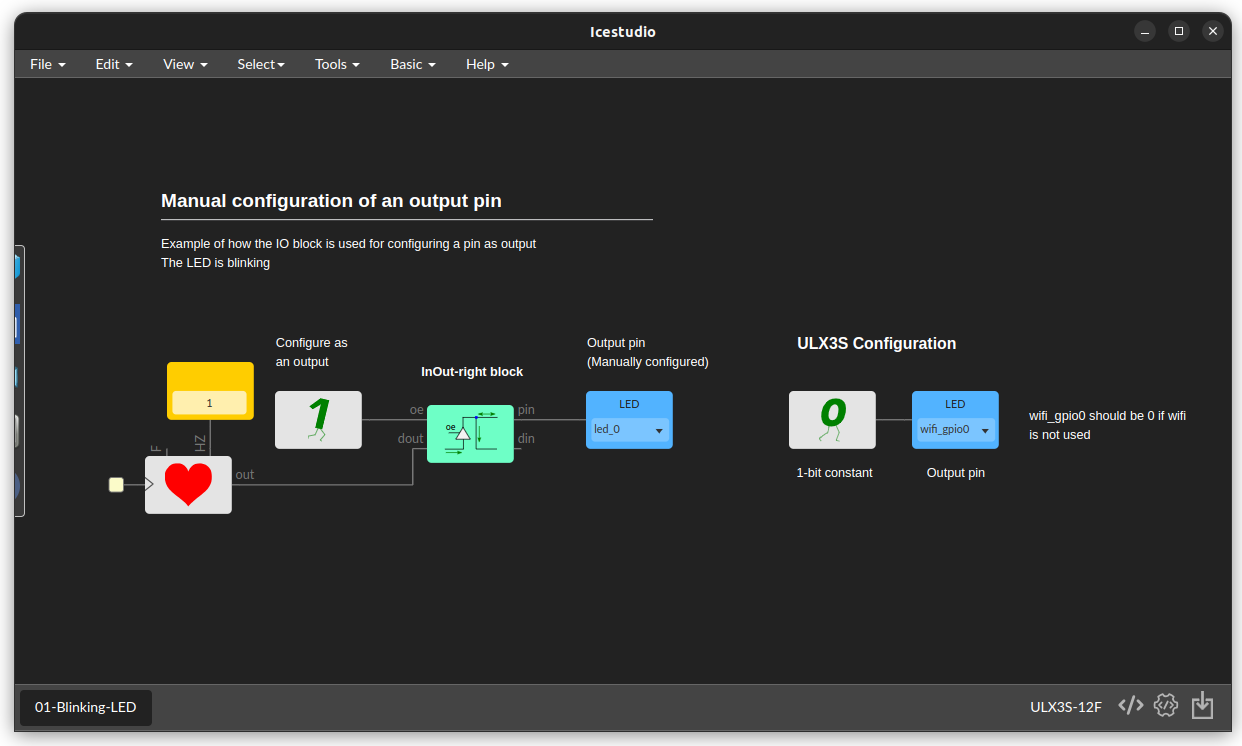 Icestudio
File Edit View Select Tools Basic Help
Manual configuration of an output pin
Example of how the IO block is used for configuring a pin as output
The LED is blinking
Configure as
an output
1
InOut-right block
Output pin
(Manually configured)
ULX3S Configuration
1
oe
oe
pin
dout
din
LED
led_0
0
LED
wifi_gpio0
wifi_gpio0 should be 0 if wifi
is not used
F
HZ
out
1-bit constant
Output pin
01-Blinking-LED
ULX3S-12F